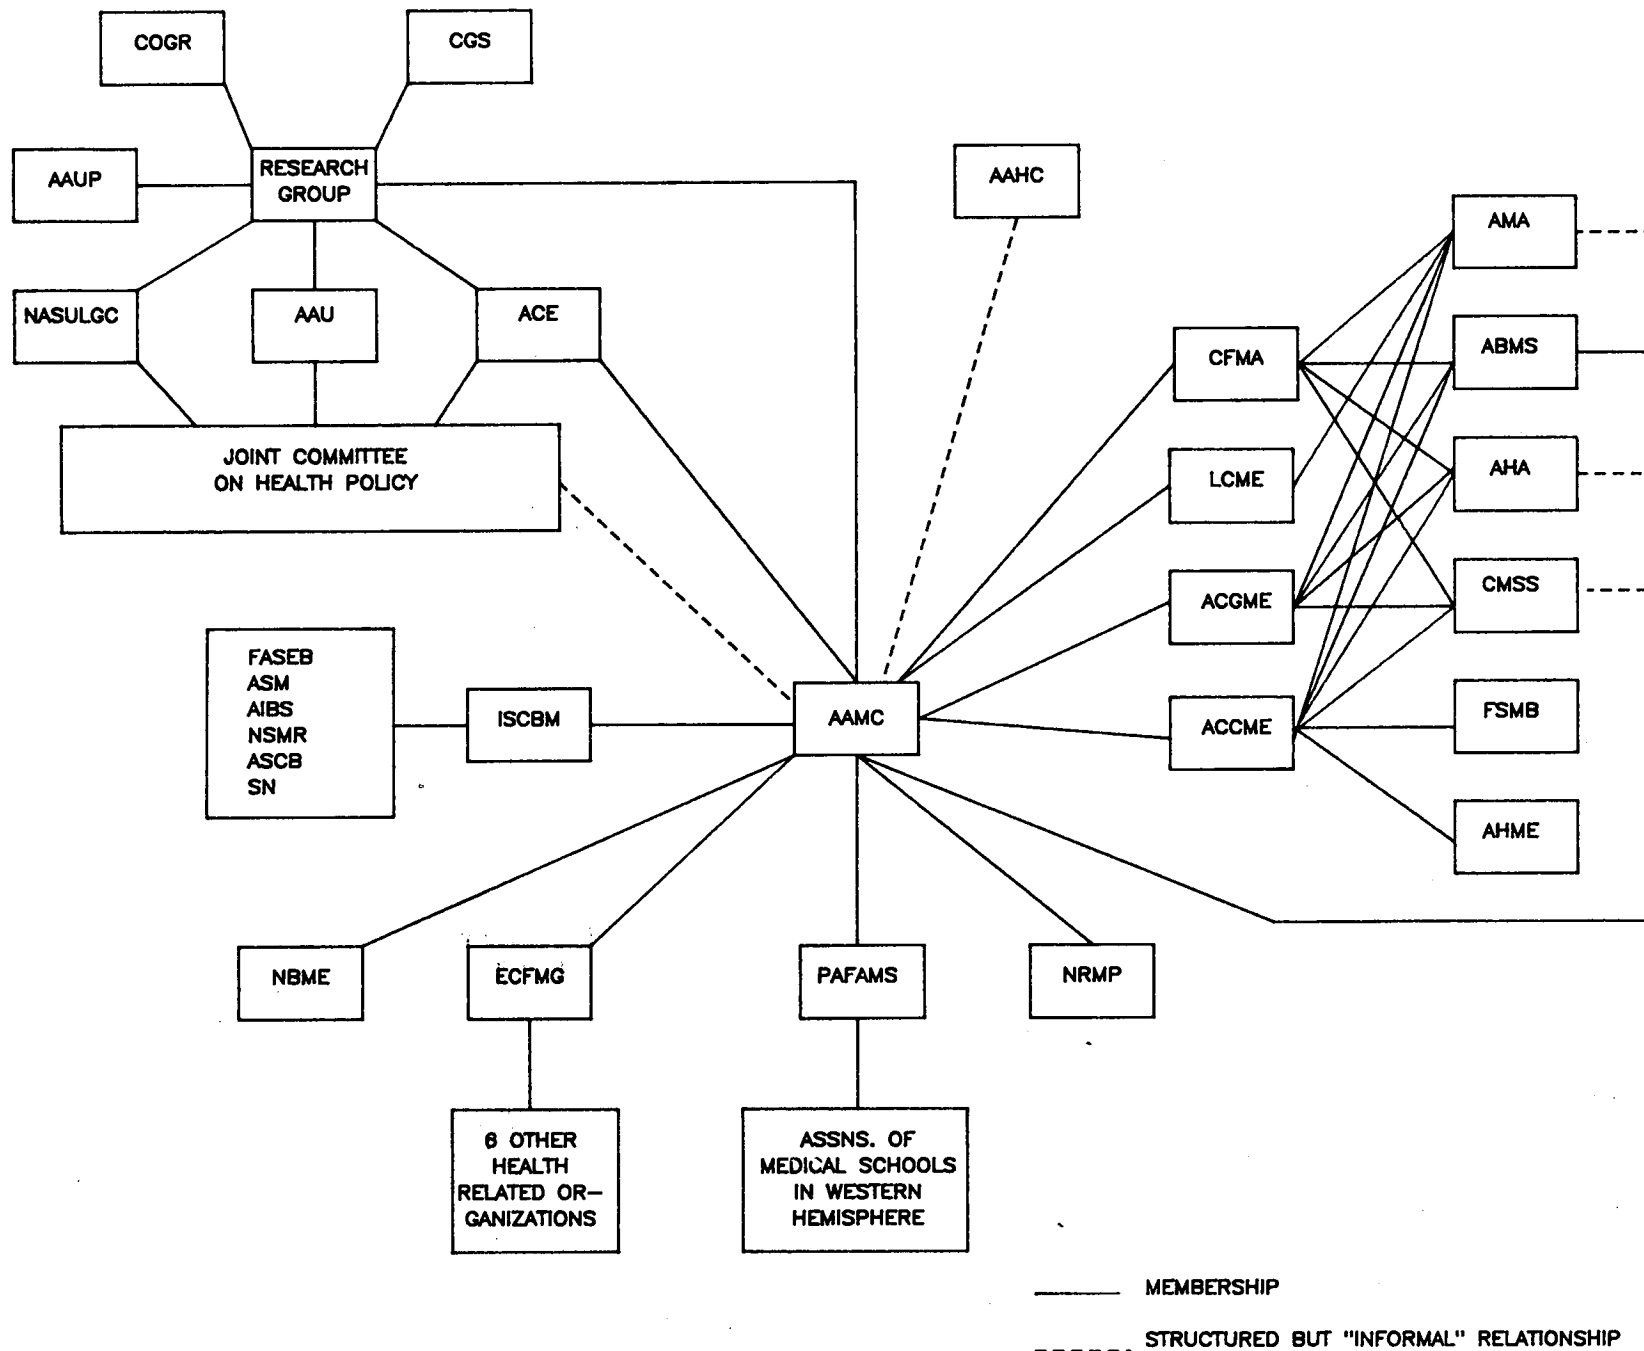 COGR
CGS
AAUP
RESEARCH
GROUP
AAHC
AMA
NASULGC
AAU
ACE
CFMA
ABMS
JOINT COMMITTEE
ON HEALTH POLICY
LCME
AHA
ACGME
CMSS
FASEB
ASM
AIBS
NSMR
ASCB
SN
ISCBM
AAMC
ACCME
FSMB
AHME
NBME
ECFMG
PAFAMS
NRMP
6 OTHER
HEALTH
RELATED OR-
GANIZATIONS
ASSNS. OF
MEDICAL SCHOOLS
IN WESTERN
HEMISPHERE
MEMBERSHIP
STRUCTURED BUT "INFORMAL" RELATIONSHIP